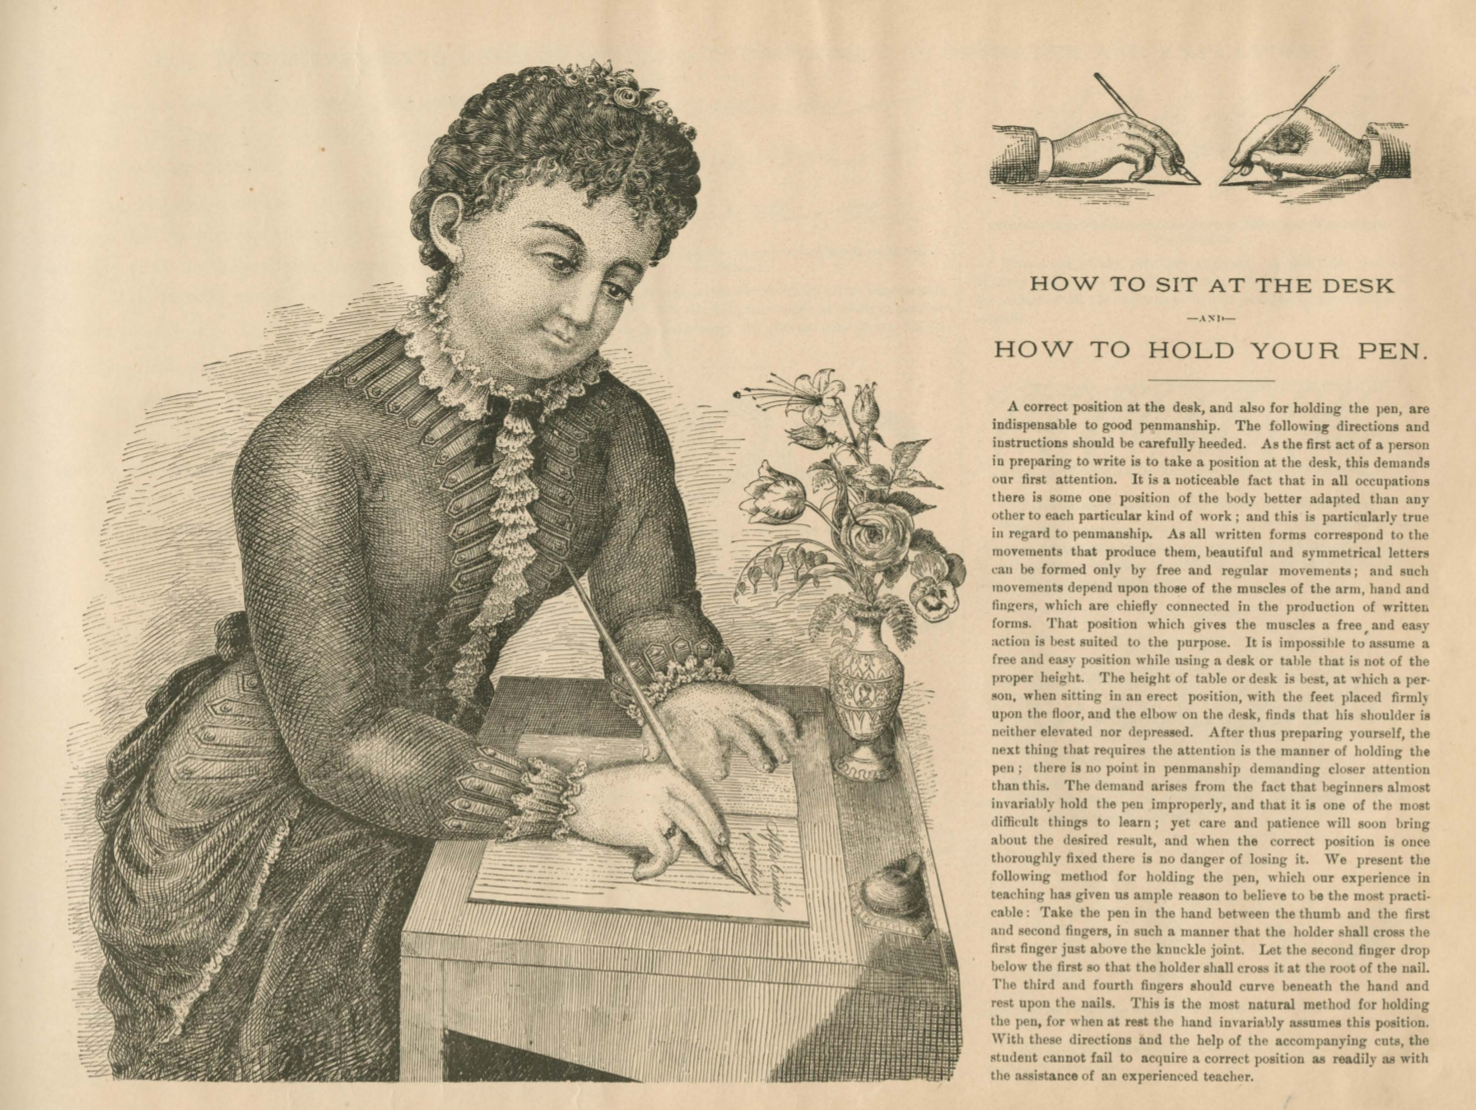 HOW TO SIT AT THE DESK
—AND—
HOW TO HOLD YOUR PEN.
A correct position at the desk, and also for holding the pen, are
indispensable to good penmanship. The following directions and
instructions should be carefully heeded. As the first act of a person
in preparing to write is to take a position at the desk, this demands
our first attention. It is a noticeable fact that in all occupations
there is some one position of the body better adapted than any
other to each particular kind of work; and this is particularly true
in regard to penmanship. As all written forms correspond to the
movements that produce them, beautiful and symmetrical letters
can be formed only by free and regular movements; and such
movements depend upon those of the muscles of the arm, hand and
fingers, which are chiefly connected in the production of written
forms. That position which gives the muscles a free and easy
action is best suited to the purpose. It is impossible to assume a
free and easy position while using a desk or table that is not of the
proper height. The height of table or desk is best, at which a per-
son, when sitting in an erect position, with the feet placed firmly
upon the floor, and the elbow on the desk, finds that his shoulder is
neither elevated nor depressed. After thus preparing yourself, the
next thing that requires the attention is the manner of holding the
pen; there is no point in penmanship demanding closer attention
than this. The demand arises from the fact that beginners almost
invariably hold the pen improperly, and that it is one of the most
difficult things to learn; yet care and patience will soon bring
about the desired result, and when the correct position is once
thoroughly fixed there is no danger of losing it. We present the
following method for holding the pen, which our experience in
teaching has given us ample reason to believe to be the most practi-
cable: Take the pen in the hand between the thumb and the first
and second fingers, in such a manner that the holder shall cross the
first finger just above the knuckle joint. Let the second finger drop
below the first so that the holder shall cross it at the root of the nail.
The third and fourth fingers should curve beneath the hand and
rest upon the nails. This is the most natural method for holding
the pen, for when at rest the hand invariably assumes this position.
With these directions and the help of the accompanying cuts, the
student cannot fail to acquire a correct position as readily as with
the assistance of an experienced teacher.